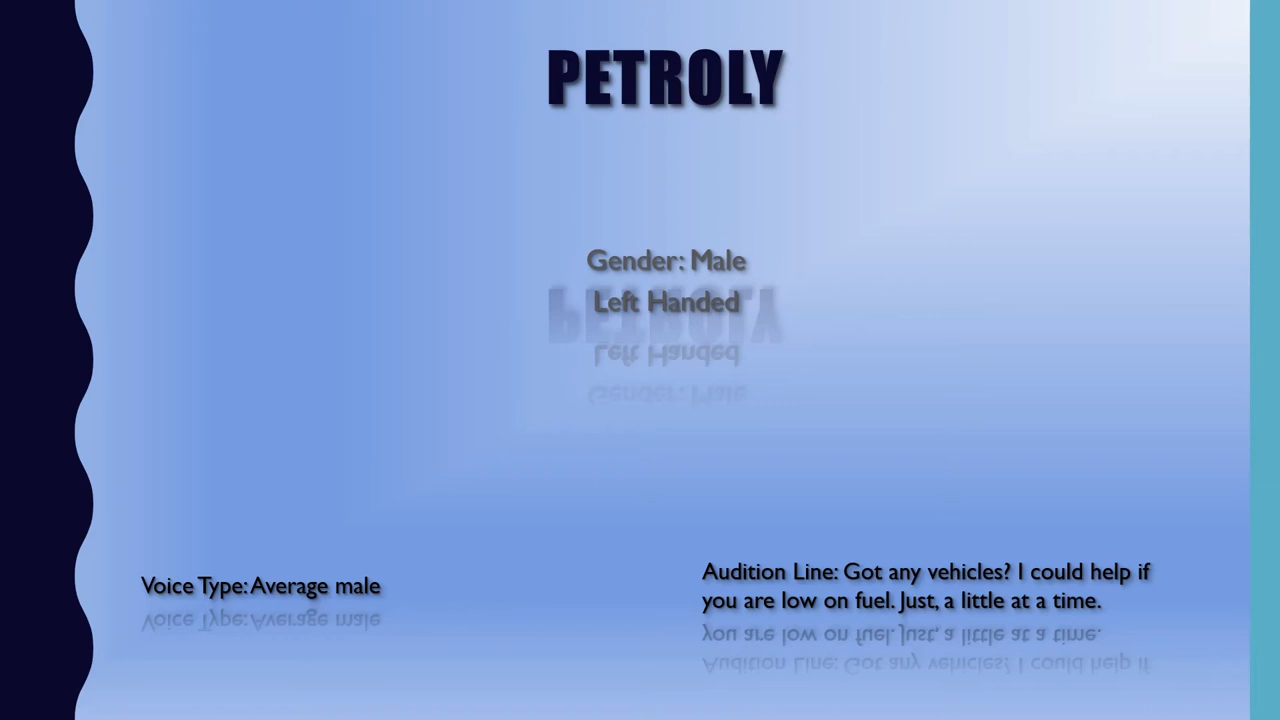 PETROLY
Gender: Male
Left Handed
Voice Type: Average male
Audition Line: Got any vehicles? I could help if
you are low on fuel. Just, a little at a time.